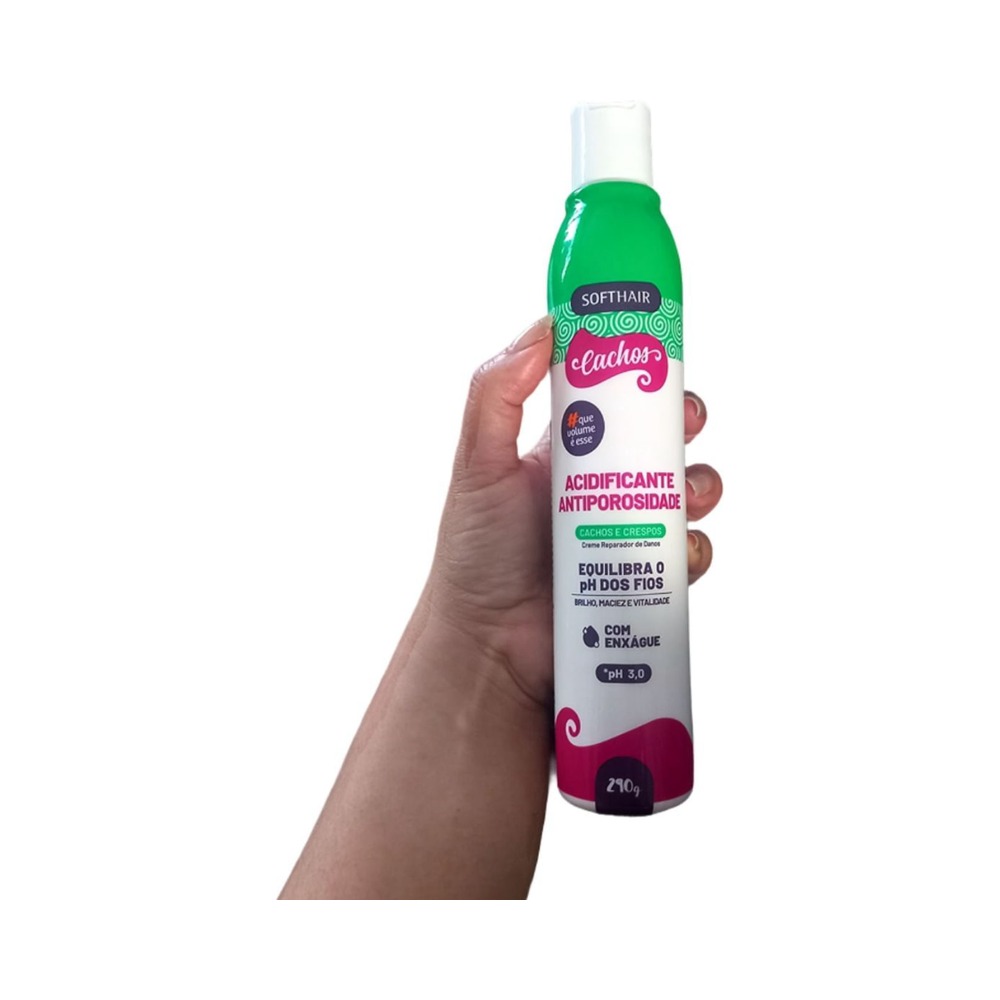 SOFTHAIR
Cachos
#que
volume
é esse
ACIDIFICANTE
ANTIPOROSIDADE
CACHOS E CRESPOS
Creme Reparador de Danos
EQUILIBRA O
pH DOS FIOS
BRILHO, MACIEZ E VITALIDADE
COM
ENXÁGUE
*pH 3,0
290g